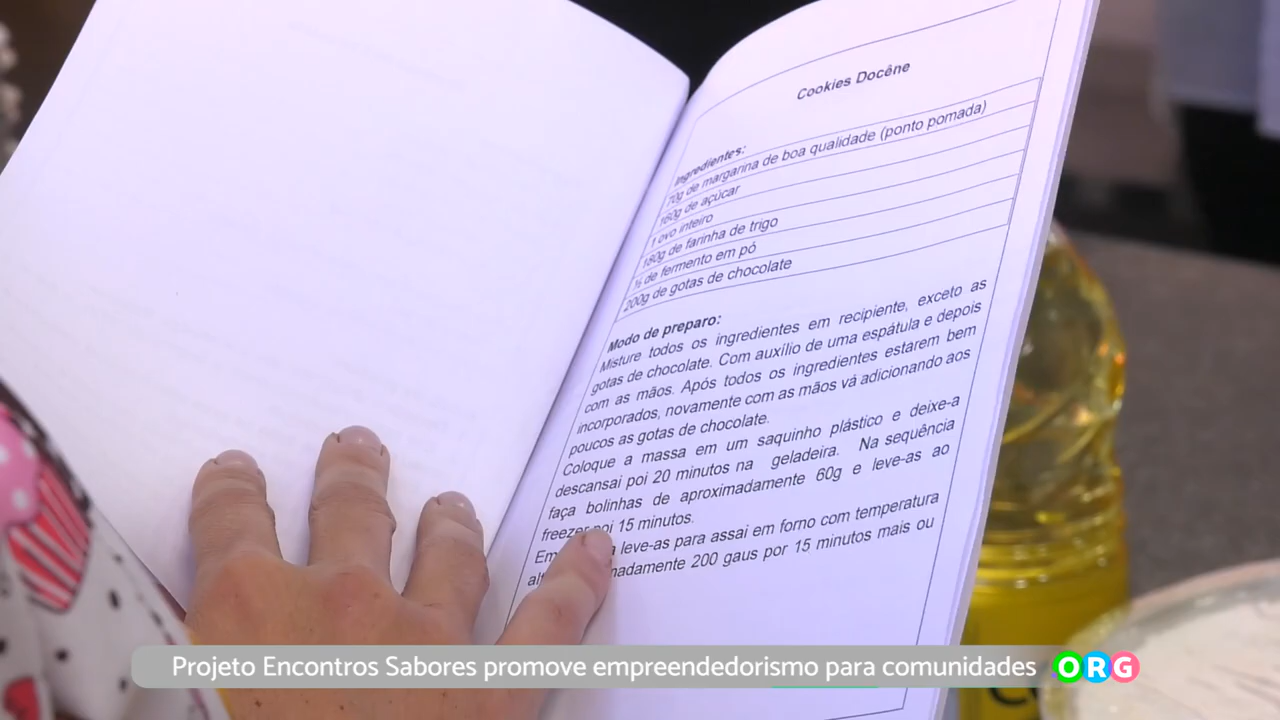 Cookies Docêne
Ingredientes:
70g de margarina de boa qualidade (ponto pomada)
160g de açúcar
1 ovo inteiro
180g de farinha de trigo
½ de fermento em pó
200g de gotas de chocolate
Modo de preparo:
Misture todos os ingredientes em recipiente, exceto as
gotas de chocolate. Com auxílio de uma espátula e depois
com as mãos. Após todos os ingredientes estarem bem
incorporados, novamente com as mãos vá adicionando aos
poucos as gotas de chocolate.
Coloque a massa em um saquinho plástico e deixe-a
descansai poi 20 minutos na geladeira. Na sequência
faça bolinhas de aproximadamente 60g e leve-as ao
freezer poi 15 minutos.
leve-as para assai em forno com temperatura
200 gaus por 15 minutos mais ou
Projeto Encontros Sabores promove empreendedorismo para comunidades ORG